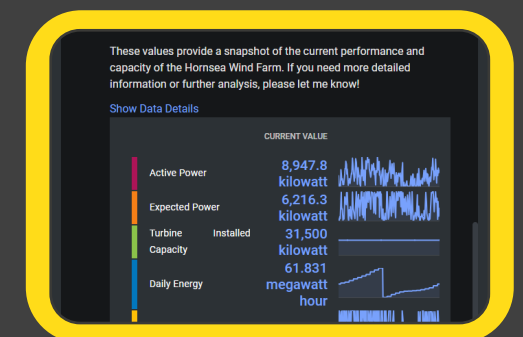 These values provide a snapshot of the current performance and
capacity of the Hornsea Wind Farm. If you need more detailed
information or further analysis, please let me know!
Show Data Details
CURRENT VALUE
Active Power 8,947.8
kilowatt
Expected Power 6,216.3
kilowatt
Turbine Installed 31,500
Capacity kilowatt
61.831
Daily Energy megawatt
hour